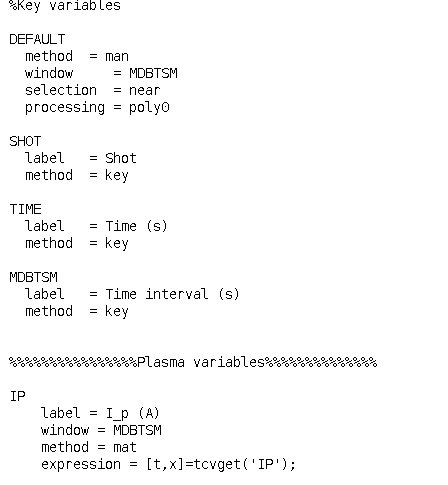 %Key variables
DEFAULT
method = man
window = MDBTSM
selection = near
processing = poly0
SHOT
label = Shot
method = key
TIME
label = Time (s)
method = key
MDBTSM
label = Time interval (s)
method = key
%%%%%%%%%%%%%%%%Plasma variables%%%%%%%%%%%%%%
IP
label = I_p (A)
window = MDBTSM
method = mat
expression = [t,x]=tcvget('IP');